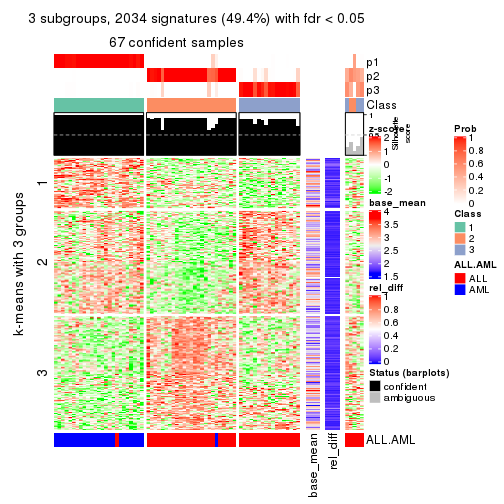 3 subgroups, 2034 signatures (49.4%) with fdr < 0.05
67 confident samples
p1
p2
p3
Class
1
Silhouette
score
k-means with 3 groups
1
2
3
ALL.AML
base_mean
rel_diff
z-score
2
1
0
-1
-2
base_mean
4
3.5
3
2.5
2
1.5
rel_diff
1
0.8
0.6
0.4
0.2
0
Status (barplots)
confident
ambiguous
Prob
1
0.8
0.6
0.4
0.2
0
Class
1
2
3
ALL.AML
ALL
AML